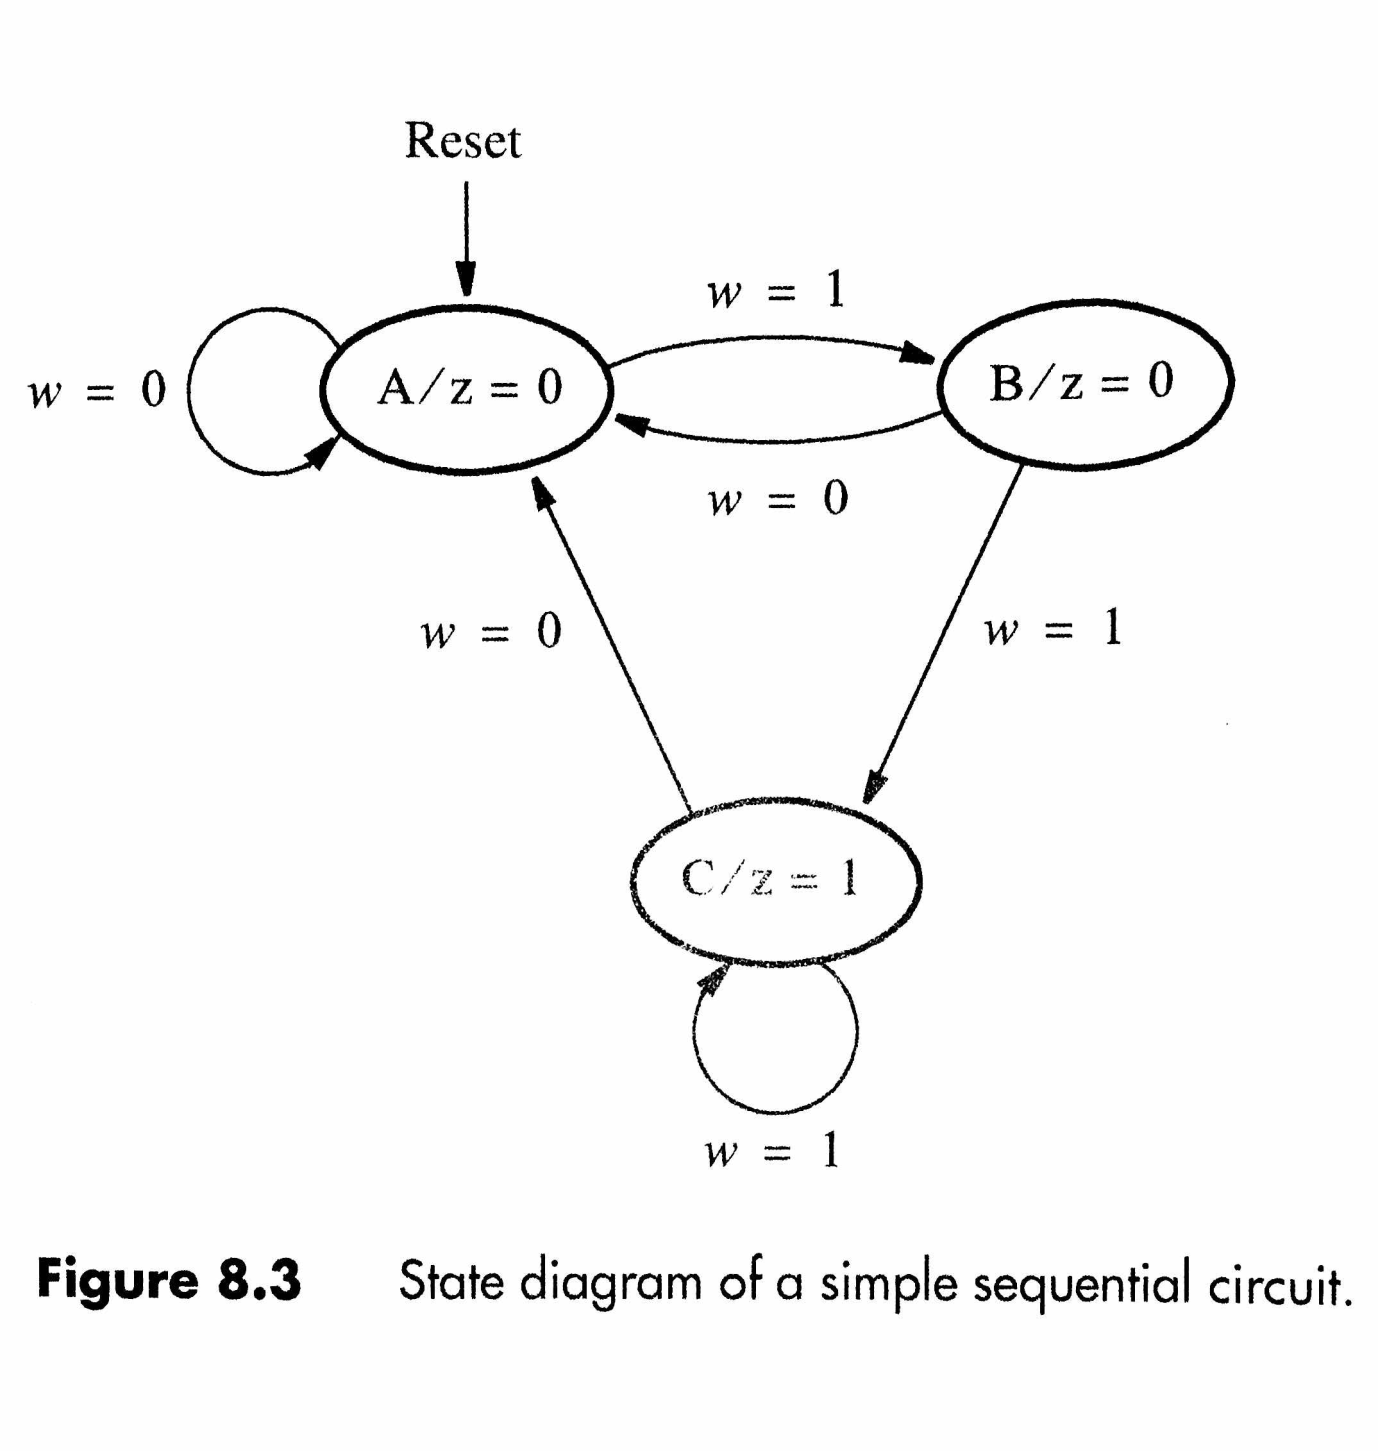 Reset
w = 1
w = 0
A/z = 0
B/z = 0
w = 0
w = 0
w = 1
C/z = 1
w = 1
Figure 8.3 State diagram of a simple sequential circuit.